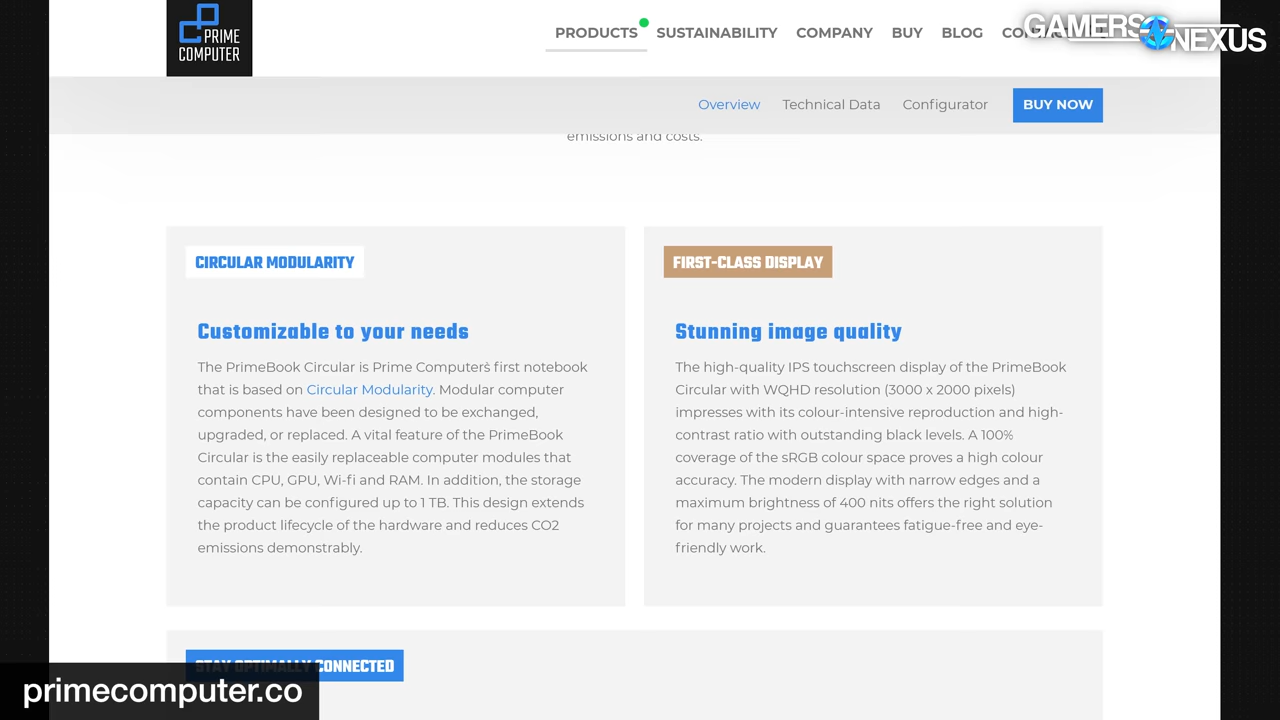 PRIME
COMPUTER
PRODUCTS SUSTAINABILITY COMPANY BUY BLOG
GAMERS
NEXUS
Overview Technical Data Configurator BUY NOW
emissions and costs.
CIRCULAR MODULARITY
Customizable to your needs
The PrimeBook Circular is Prime Computerṡ first notebook
that is based on Circular Modularity. Modular computer
components have been designed to be exchanged,
upgraded, or replaced. A vital feature of the PrimeBook
Circular is the easily replaceable computer modules that
contain CPU, GPU, Wi-fi and RAM. In addition, the storage
capacity can be configured up to 1 TB. This design extends
the product lifecycle of the hardware and reduces CO2
emissions demonstrably.
FIRST-CLASS DISPLAY
Stunning image quality
The high-quality IPS touchscreen display of the PrimeBook
Circular with WQHD resolution (3000 x 2000 pixels)
impresses with its colour-intensive reproduction and high-
contrast ratio with outstanding black levels. A 100%
coverage of the sRGB colour space proves a high colour
accuracy. The modern display with narrow edges and a
maximum brightness of 400 nits offers the right solution
for many projects and guarantees fatigue-free and eye-
friendly work.
STAY OPTIMALLY CONNECTED
primecomputer.co